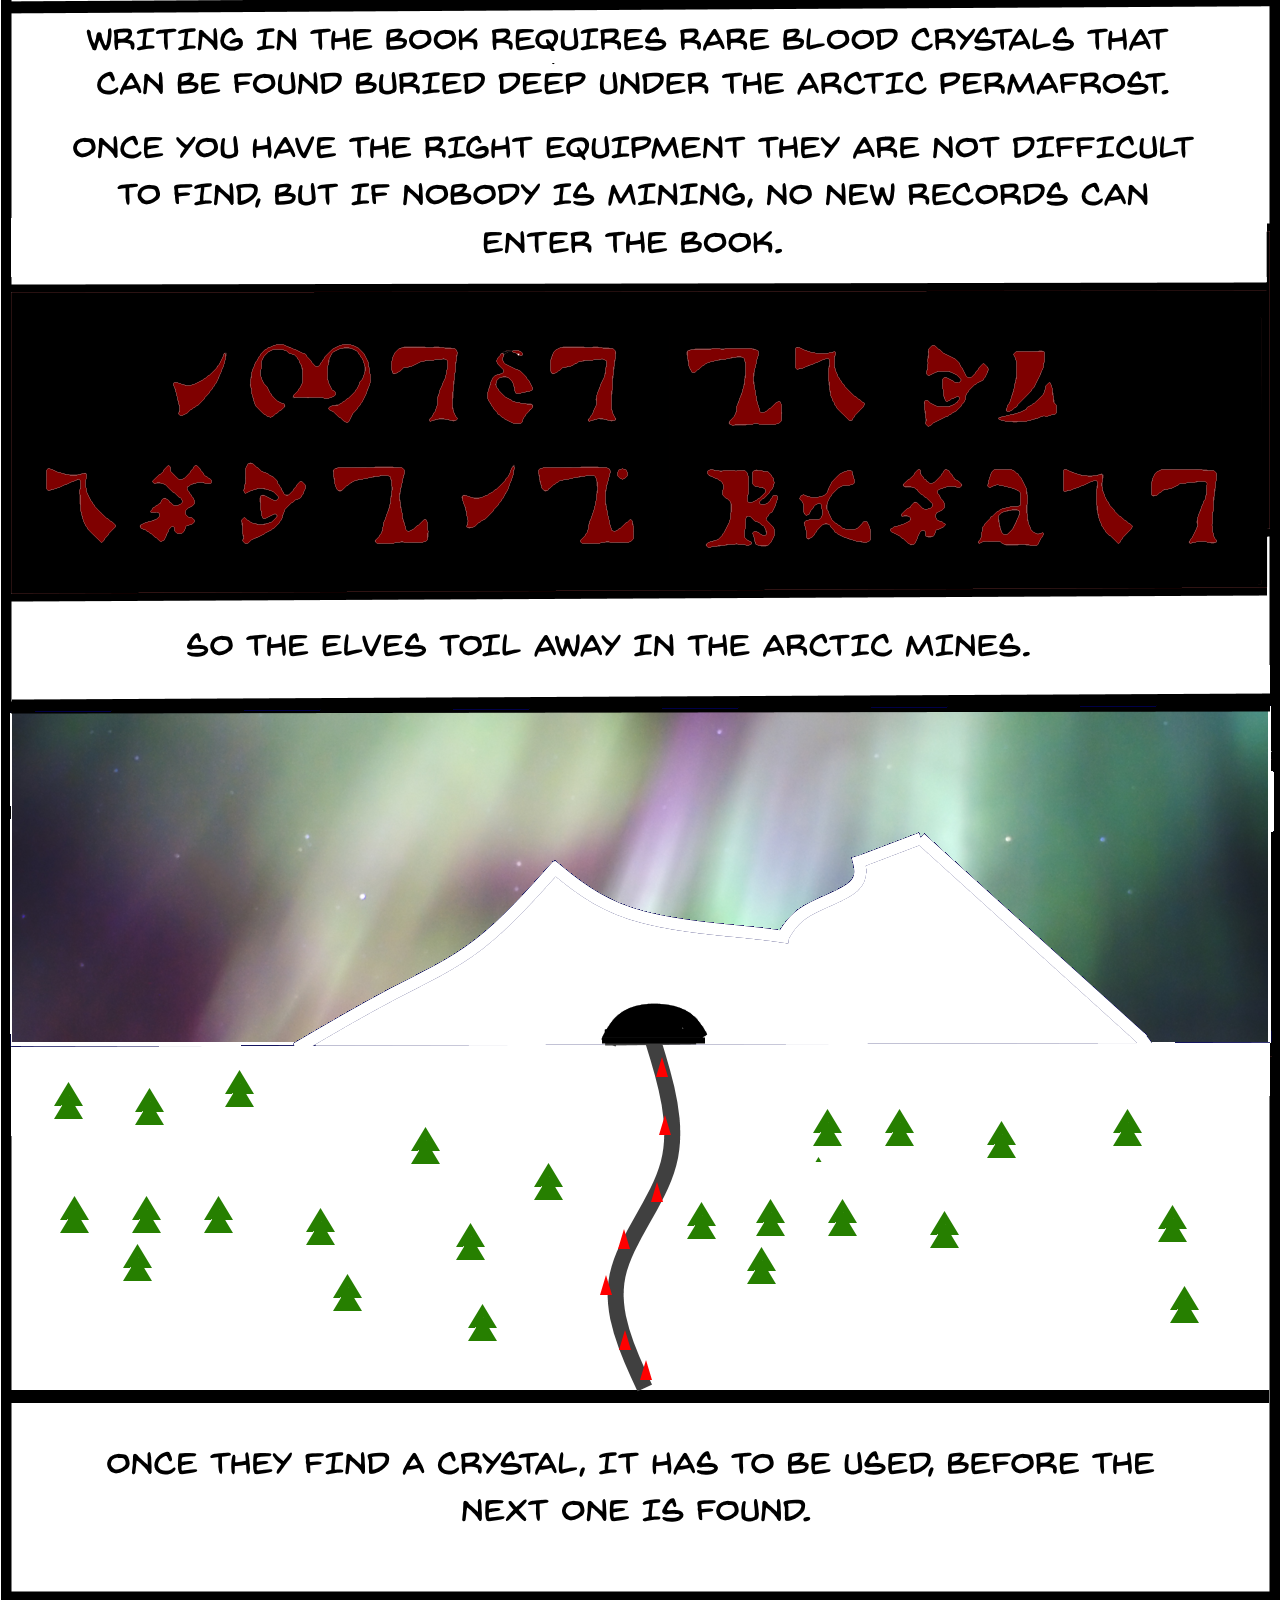 WRITING IN THE BOOK REQUIRES RARE BLOOD CRYSTALS THAT
CAN BE FOUND BURIED DEEP UNDER THE ARCTIC PERMAFROST.
ONCE YOU HAVE THE RIGHT EQUIPMENT THEY ARE NOT DIFFICULT
TO FIND, BUT IF NOBODY IS MINING, NO NEW RECORDS CAN
ENTER THE BOOK.
SO THE ELVES TOIL AWAY IN THE ARCTIC MINES.
ONCE THEY FIND A CRYSTAL, IT HAS TO BE USED, BEFORE THE
NEXT ONE IS FOUND.